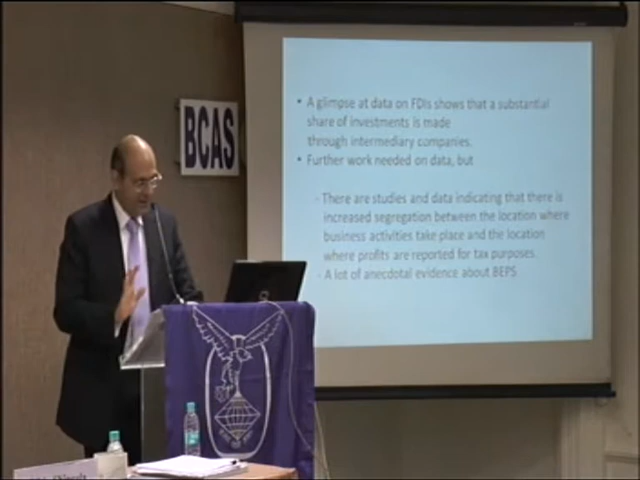 BCAS
• A glimpse at data on FDIs shows that a substantial
share of investments is made
through intermediary companies.
• Further work needed on data, but
- There are studies and data indicating that there is
increased segregation between the location where
business activities take place and the location
where profits are reported for tax purposes
- A lot of anecdotal evidence about BEPS